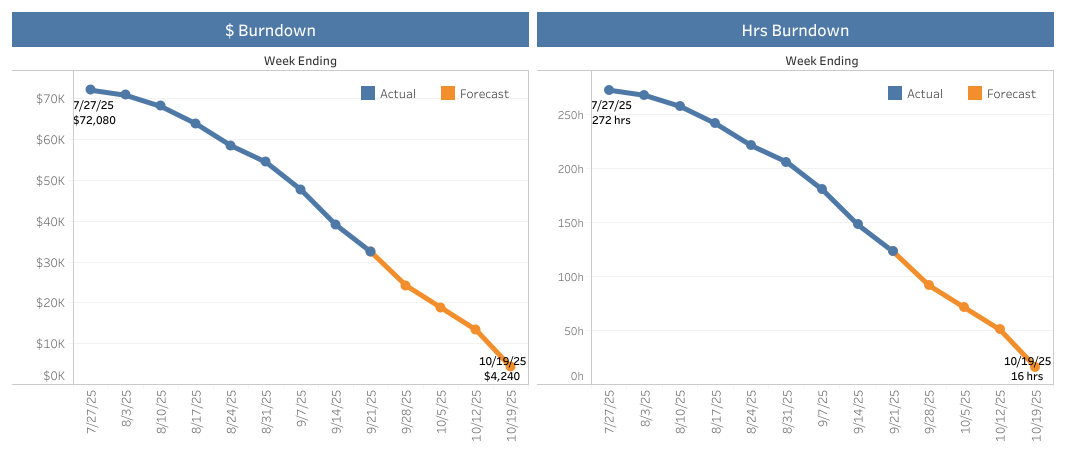 $ Burndown
Week Ending
Actual
Forecast
$70K
$60K
$50K
$40K
$30K
$20K
$10K
$0K
7/27/25
$72,080
10/19/25
$4,240
7/27/25
8/3/25
8/10/25
8/17/25
8/24/25
8/31/25
9/7/25
9/14/25
9/21/25
9/28/25
10/5/25
10/12/25
10/19/25
Hrs Burndown
Week Ending
Actual
Forecast
250h
200h
150h
100h
50h
0h
7/27/25
272 hrs
10/19/25
16 hrs
7/27/25
8/3/25
8/10/25
8/17/25
8/24/25
8/31/25
9/7/25
9/14/25
9/21/25
9/28/25
10/5/25
10/12/25
10/19/25